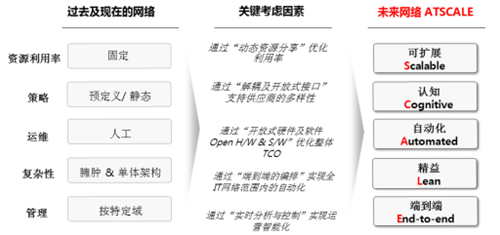 过去及现在的网络
关键考虑因素
未来网络 ATSCALE
资源利用率
固定
通过“动态资源分享”优化
利用率
可扩展
Scalable
策略
预定义/ 静态
通过“解耦及开放式接口”
支持供应商的多样性
认知
Cognitive
运维
人工
通过“开放式硬件及软件
Open H/W & S/W”优化整体
TCO
自动化
Automated
复杂性
臃肿 & 单体架构
通过“端到端的编排”实现全
IT网络范围内的自动化
精益
Lean
管理
按特定域
通过“实时分析与控制”实现运
营智能化
端到端
End-to-end